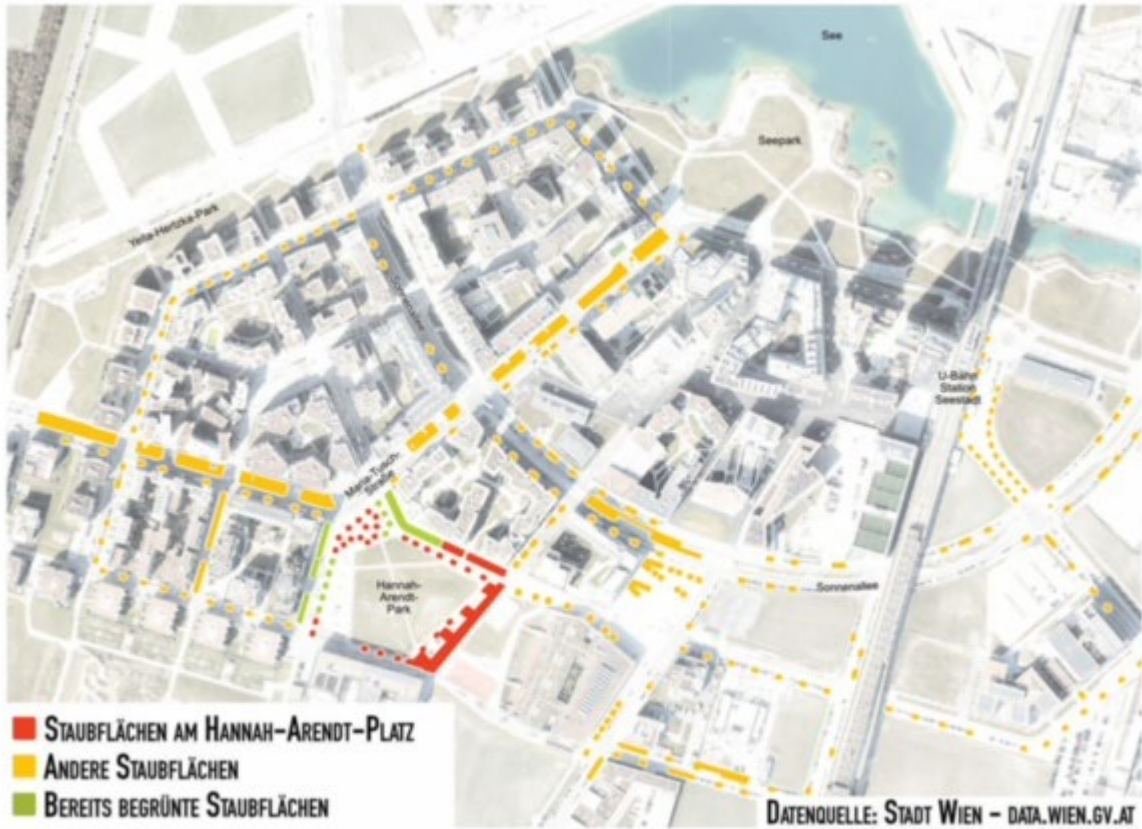 See
Seepark
Yella-Hertzka-Park
Sonnenallee
U-Bahn
Station
Seestadt
Maria-Tusch-
Straße
Hannah-
Arendt-
Park
Sonnenallee
STAUBFLÄCHEN AM HANNAH-ARENDT-PLATZ
ANDERE STAUBFLÄCHEN
BEREITS BEGRÜNTE STAUBFLÄCHEN
DATENQUELLE: STADT WIEN – DATA.WIEN.GV.AT